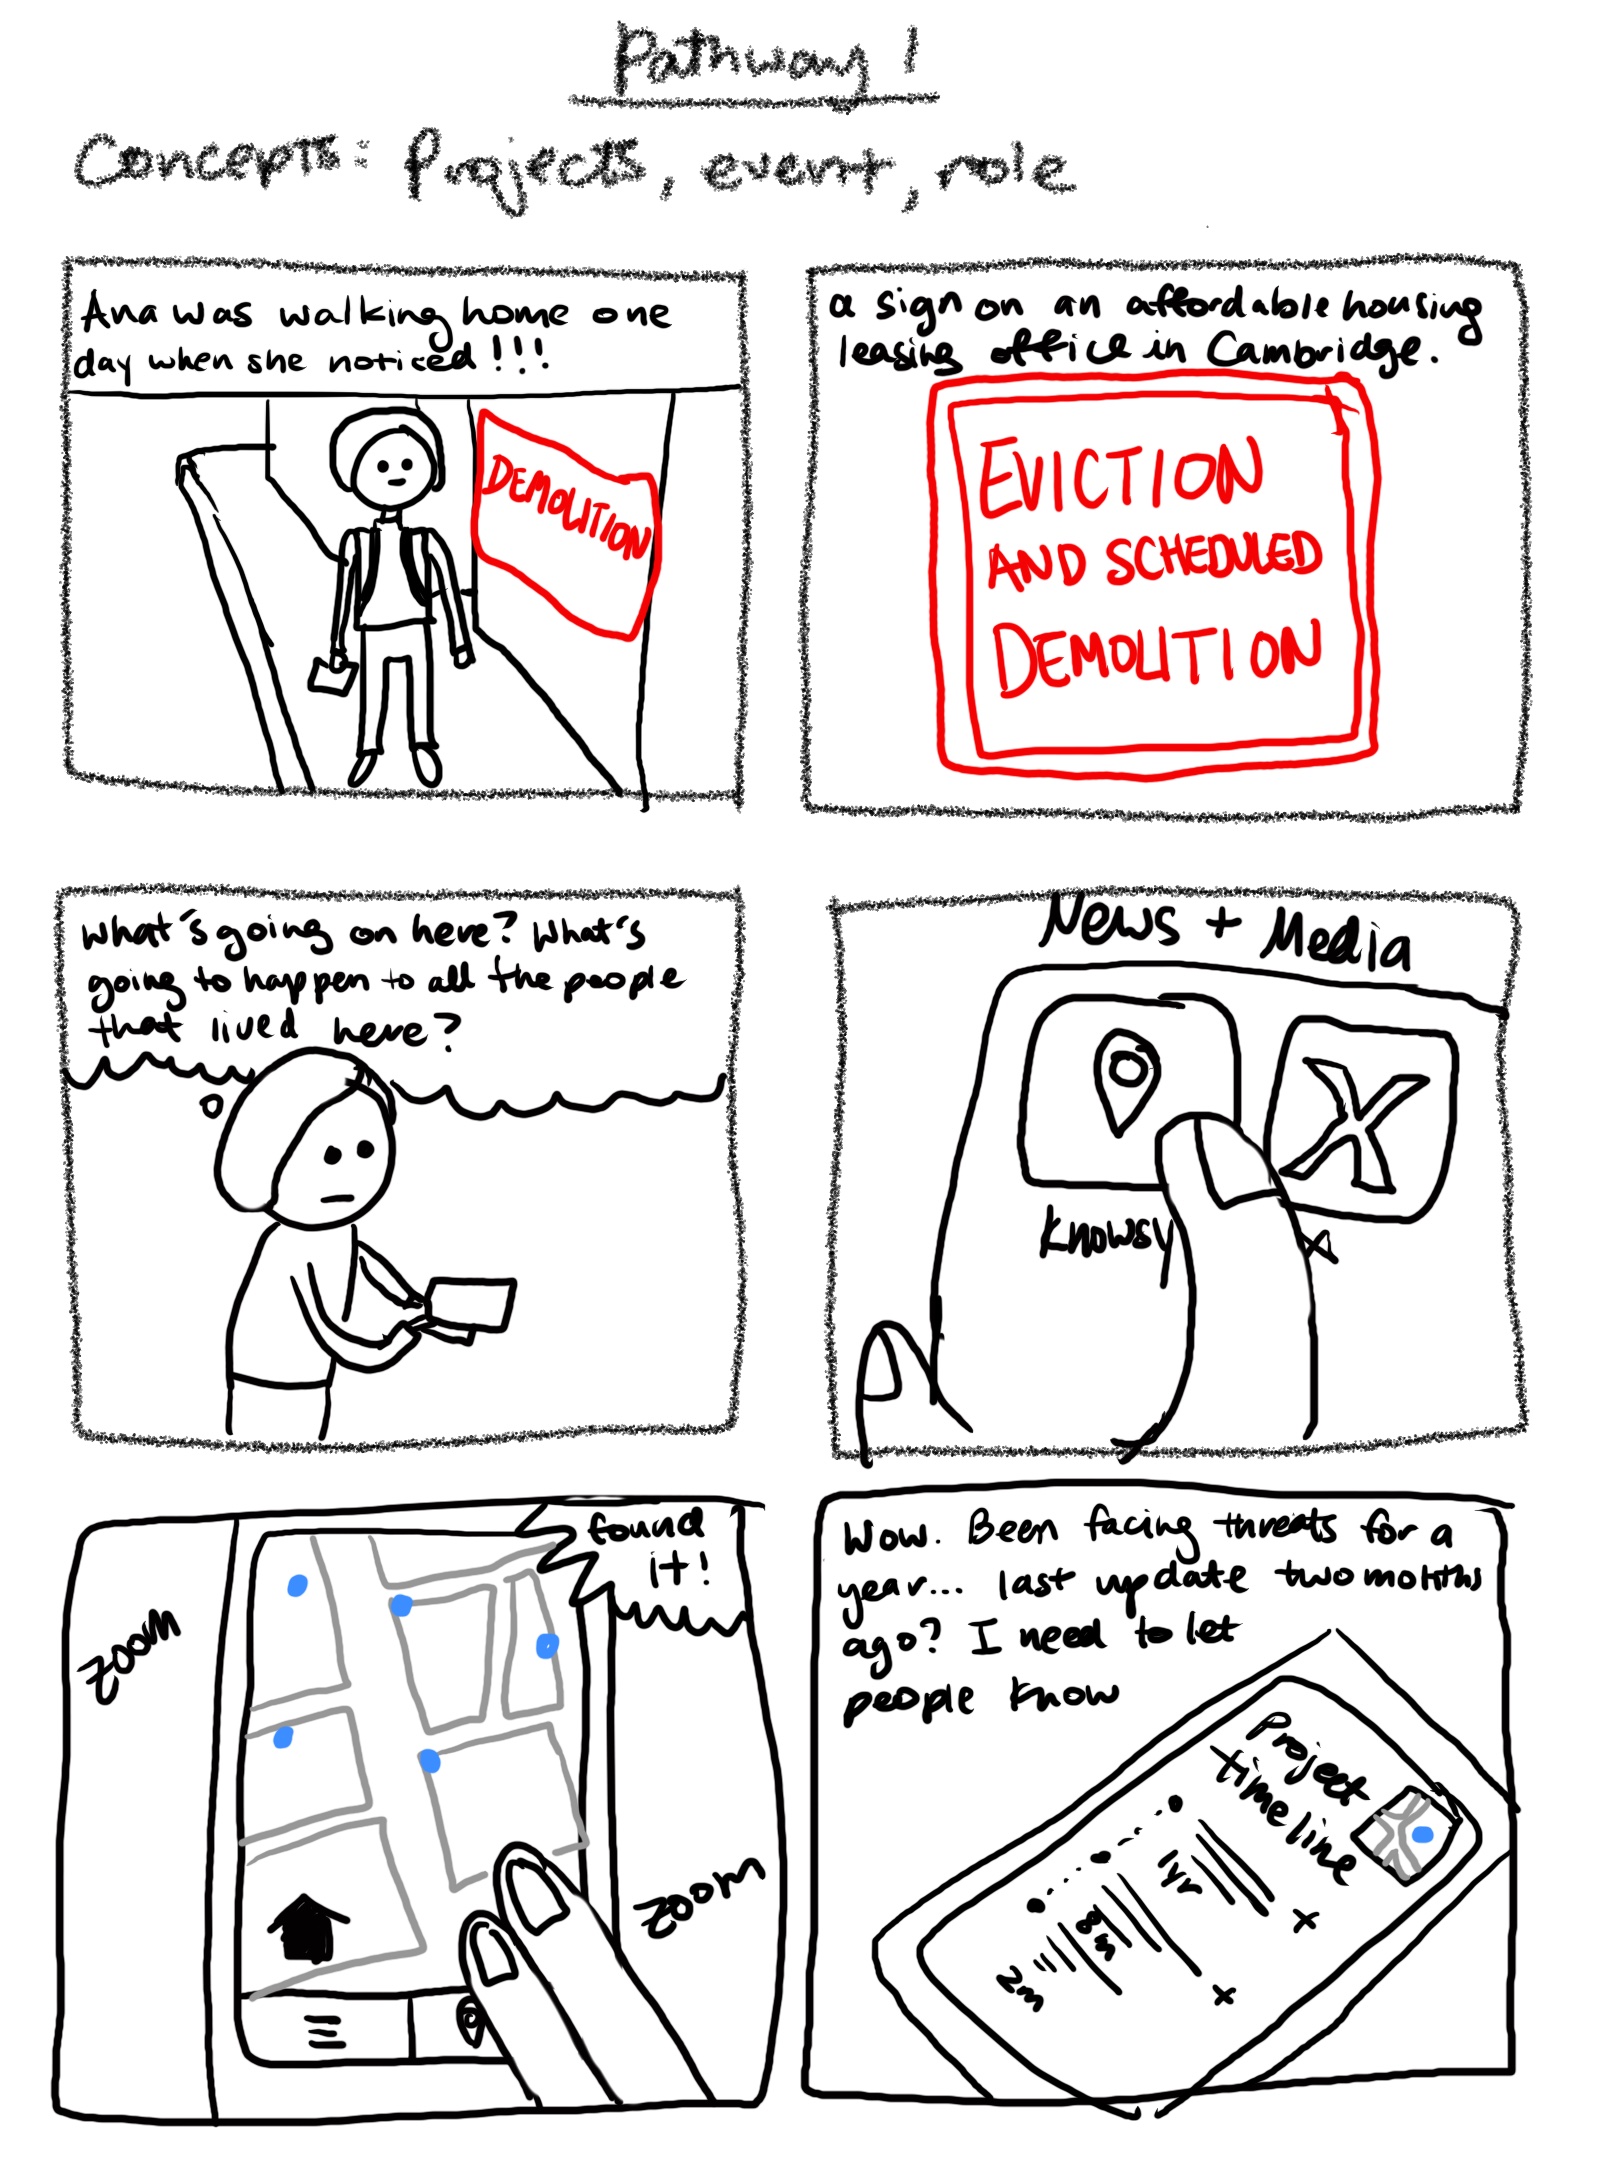 Pathway 1
Concepts: Projects, event, role
Ana was walking home one
day when she noticed!!!
DEMOLITION
a sign on an affordable housing
leasing office in Cambridge.
EVICTION
AND SCHEDULED
DEMOLITION
What's going on here? What's
going to happen to all the people
that lived here?
News + Media
X
Knowsy
X
found
it!
zoom
zoom
Wow. Been facing threats for a
year... last update two months
ago? I need to let
people know
Project
timeline
1yr
8m
2m
+
+